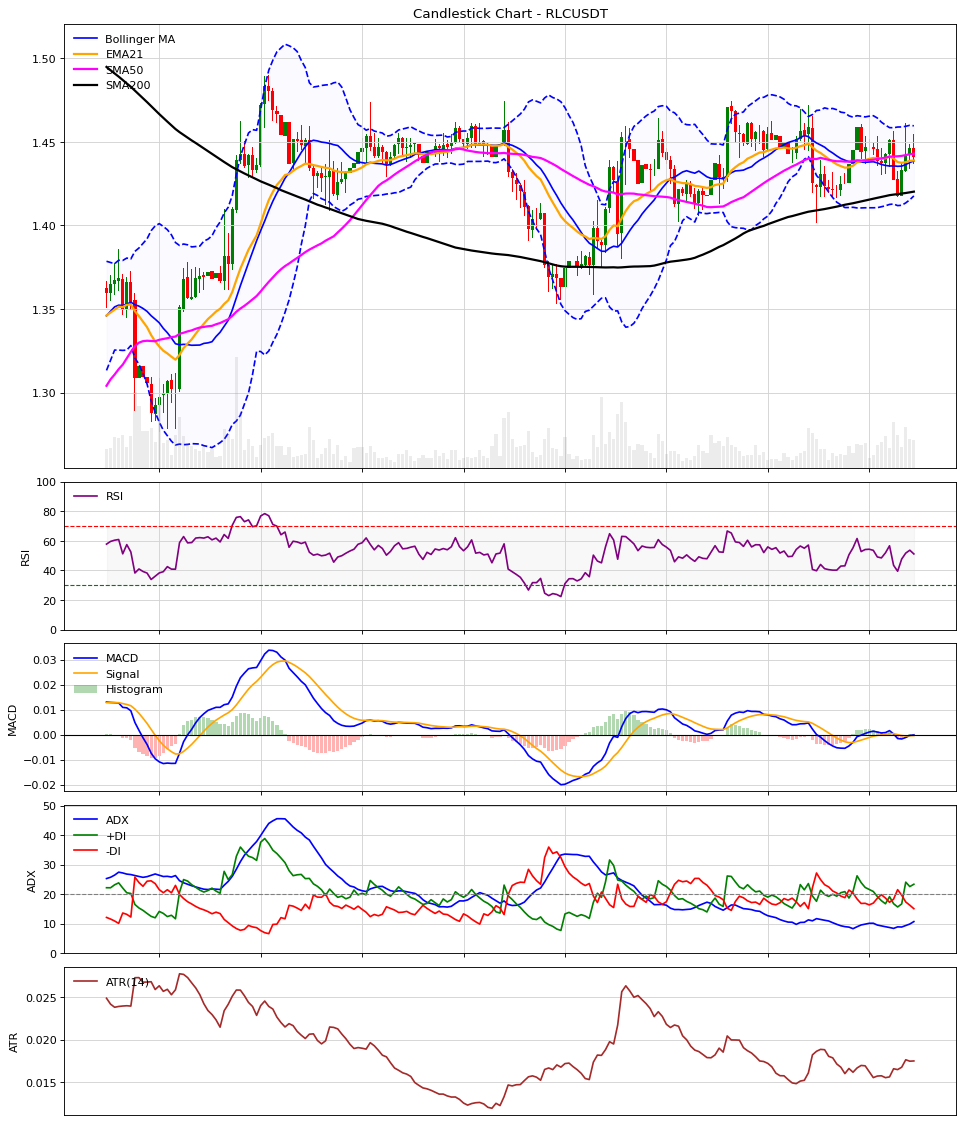 Candlestick Chart - RLCUSDT
Bollinger MA
EMA21
SMA50
SMA200
1.50
1.45
1.40
1.35
1.30
100
80
60
40
20
0
RSI
RSI
0.03
0.02
0.01
0.00
−0.01
−0.02
MACD
MACD
Signal
Histogram
50
40
30
20
10
0
ADX
ADX
+DI
-DI
0.025
0.020
0.015
ATR
ATR(14)